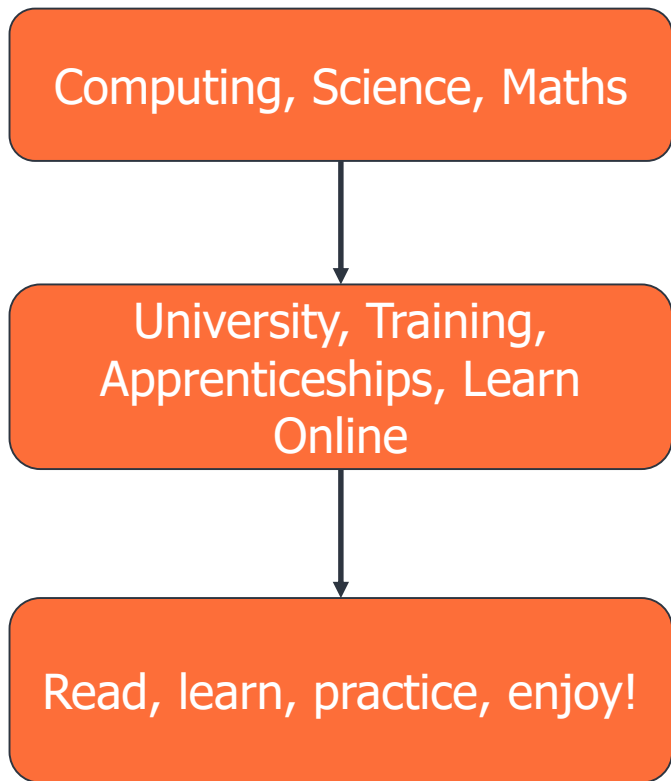 Computing, Science, Maths
University, Training,
Apprenticeships, Learn
Online
Read, learn, practice, enjoy!